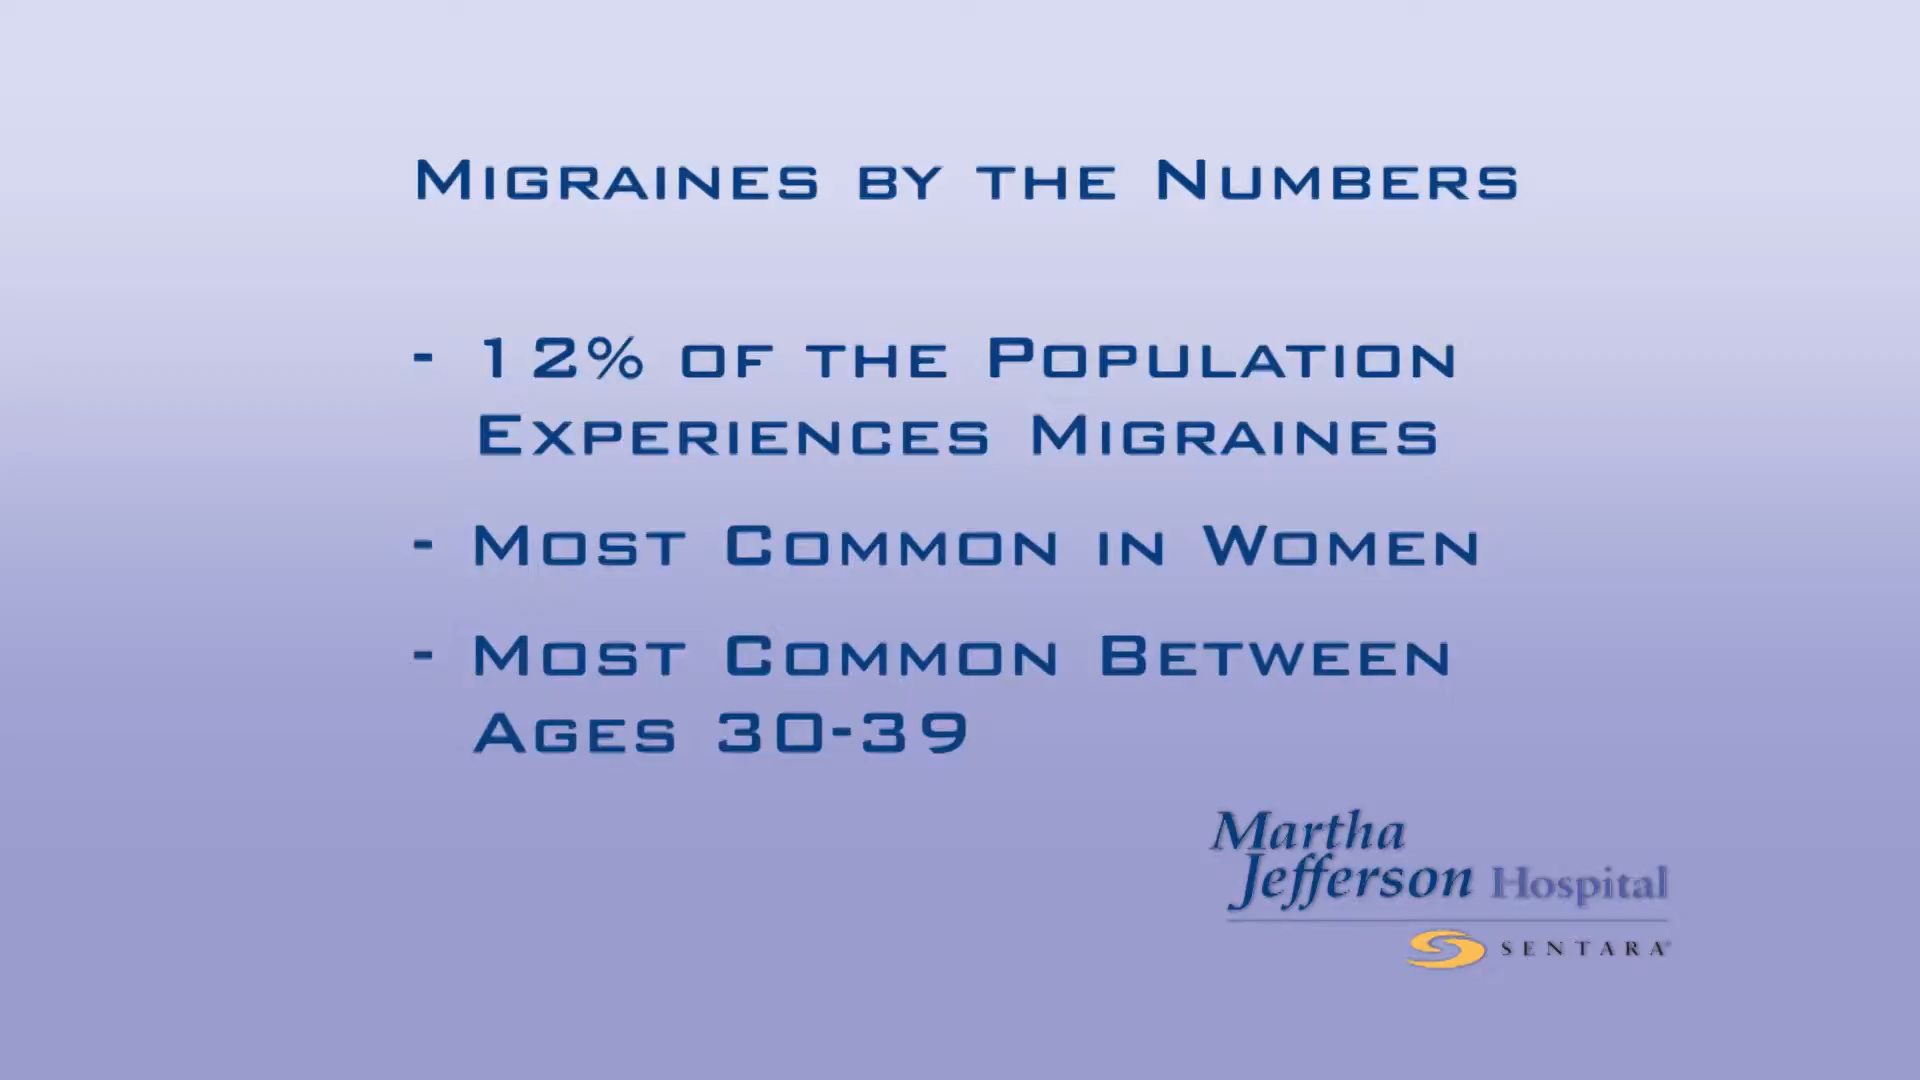 Migraines by the Numbers
- 12% of the Population
Experiences Migraines
- Most Common in Women
- Most Common Between
Ages 30-39
Martha
Jefferson Hospital
SENTARA®